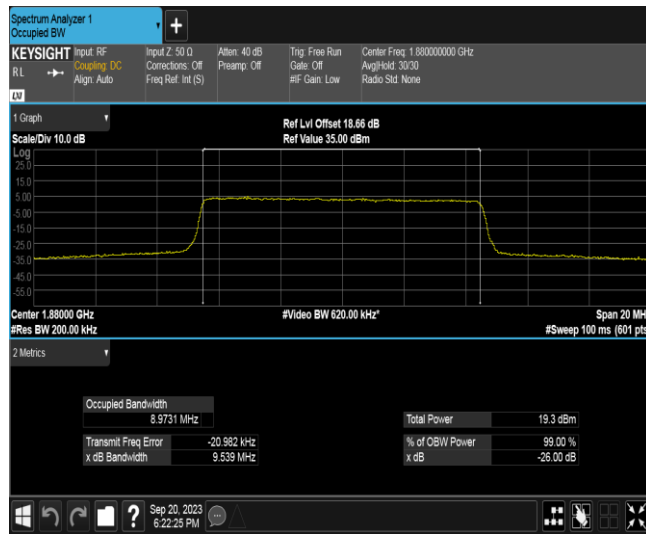 Spectrum Analyzer 1
Occupied BW
+
KEYSIGHT
RL
LXI
Input: RF
Coupling: DC
Align: Auto
Input Z: 50 Ω
Corrections: Off
Freq Ref: Int (S)
Atten: 40 dB
Preamp: Off
Trig: Free Run
Gate: Off
#IF Gain: Low
Center Freq: 1.880000000 GHz
Avg|Hold: 30/30
Radio Std: None
1 Graph
Scale/Div 10.0 dB
Ref Lvl Offset 18.66 dB
Ref Value 35.00 dBm
Log
25.0
15.0
5.00
-5.00
-15.0
-25.0
-35.0
-45.0
-55.0
Center 1.88000 GHz
#Video BW 620.00 kHz*
Span 20 MH
#Res BW 200.00 kHz
#Sweep 100 ms (601 pts
2 Metrics
Occupied Bandwidth
8.9731 MHz
Total Power 19.3 dBm
Transmit Freq Error -20.982 kHz
% of OBW Power 99.00 %
x dB Bandwidth 9.539 MHz
x dB -26.00 dB
?
Sep 20, 2023
6:22:25 PM